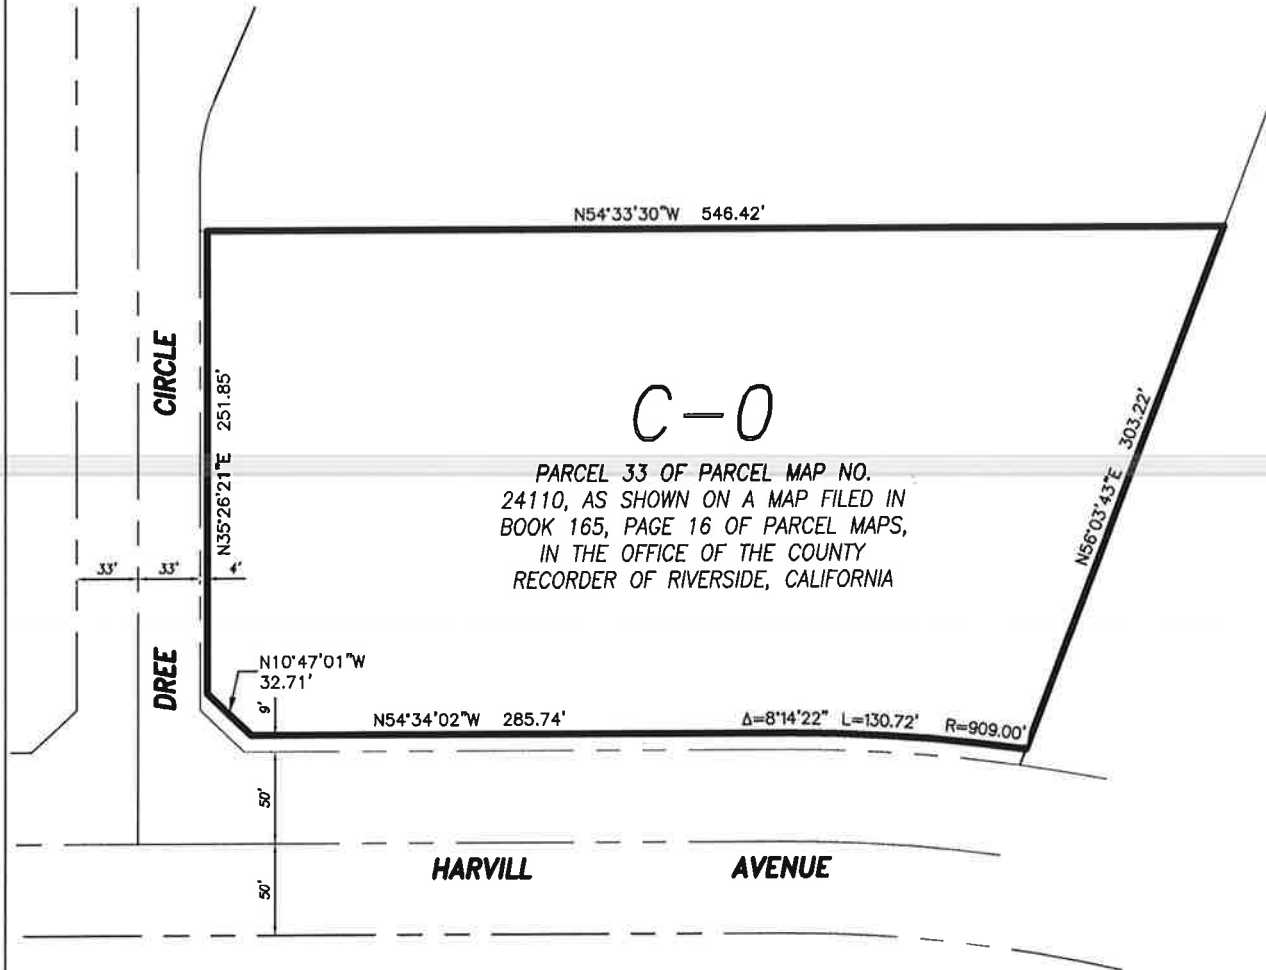 N54°33'30"W 546.42'
CIRCLE
N35°26'21"E 251.85'
C-O
PARCEL 33 OF PARCEL MAP NO.
24110, AS SHOWN ON A MAP FILED IN
BOOK 165, PAGE 16 OF PARCEL MAPS,
IN THE OFFICE OF THE COUNTY
RECORDER OF RIVERSIDE, CALIFORNIA
N56°03'43"E 303.22'
33' 33' 4'
DREE
N10°47'01"W
32.71'
9'
N54°34'02"W 285.74'
Δ=8°14'22" L=130.72' R=909.00'
50'
HARVILL AVENUE
50'